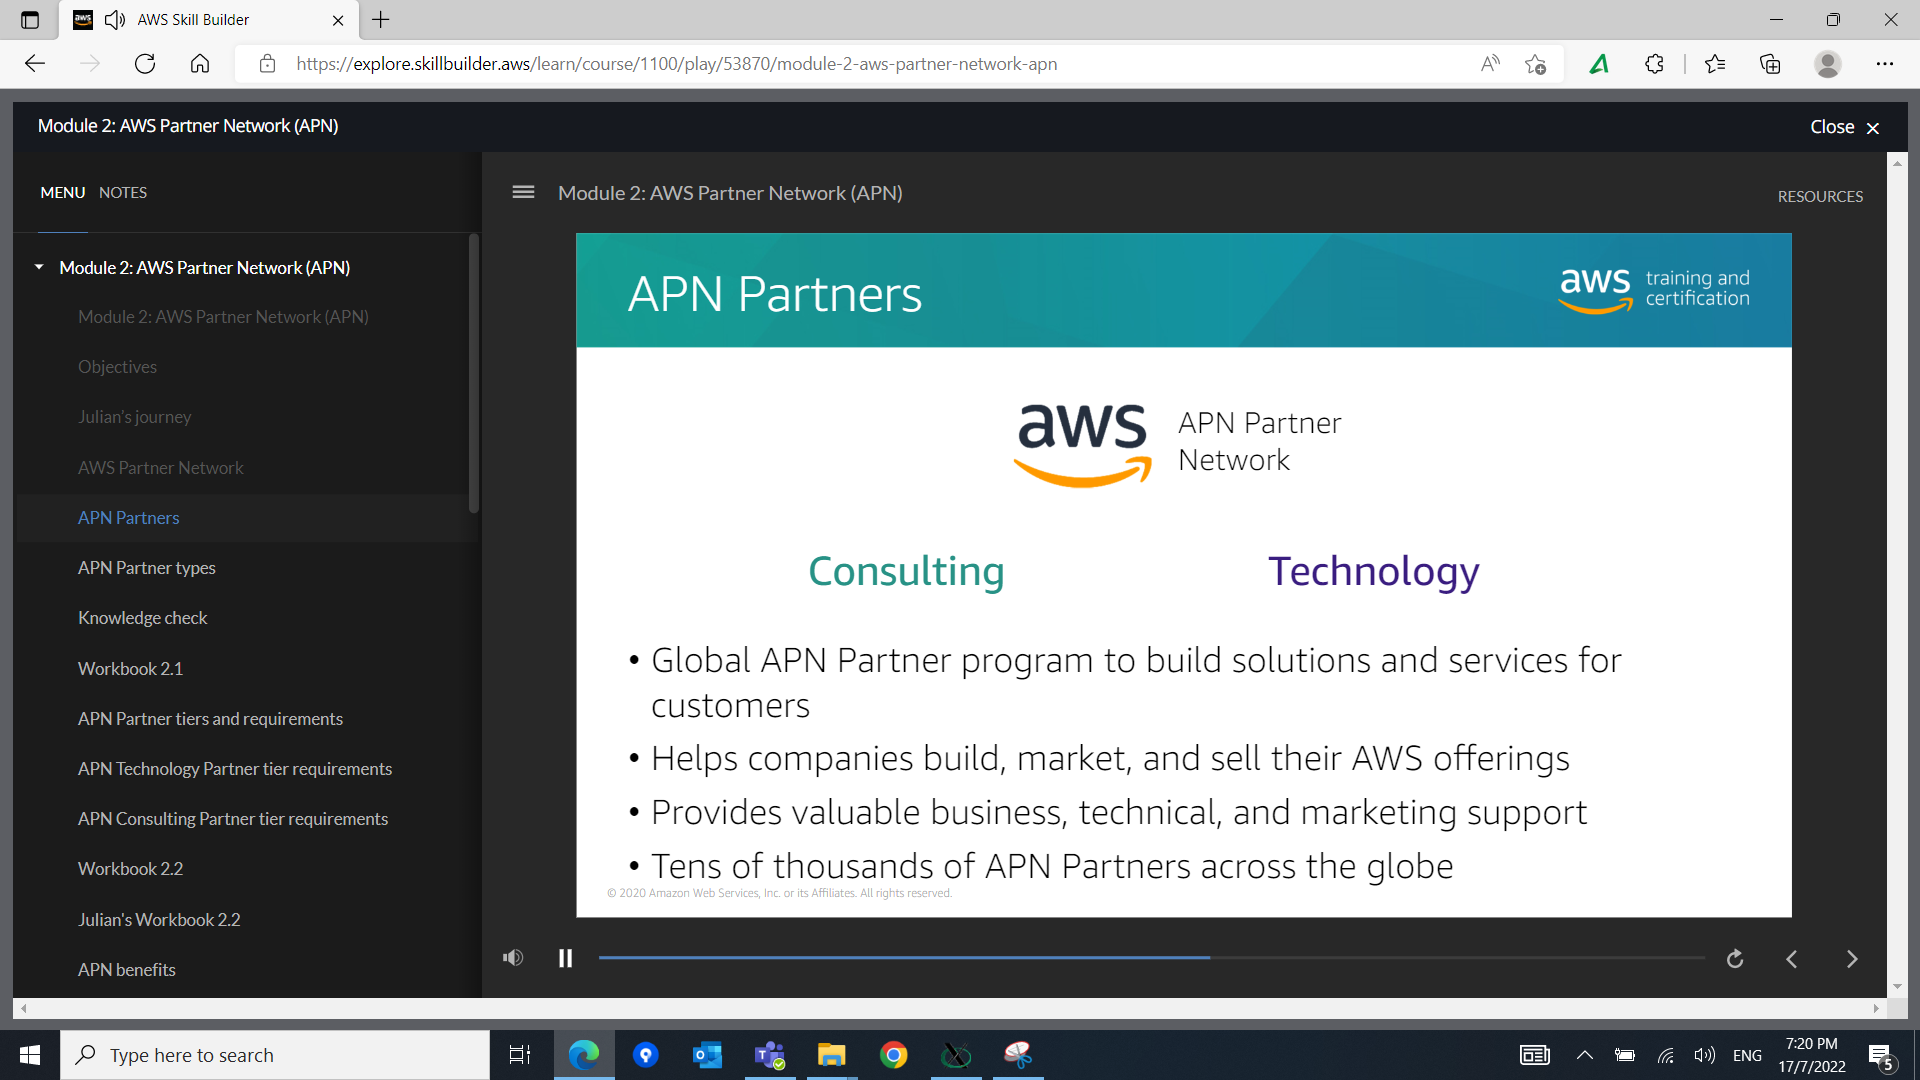 AWS Skill Builder
https://explore.skillbuilder.aws/learn/course/1100/play/53870/module-2-aws-partner-network-apn
Module 2: AWS Partner Network (APN)
Close
MENU NOTES
Module 2: AWS Partner Network (APN)
RESOURCES
Module 2: AWS Partner Network (APN)
Module 2: AWS Partner Network (APN)
Objectives
Julian's journey
AWS Partner Network
APN Partners
APN Partner types
Knowledge check
Workbook 2.1
APN Partner tiers and requirements
APN Technology Partner tier requirements
APN Consulting Partner tier requirements
Workbook 2.2
Julian's Workbook 2.2
APN benefits
APN Partners
aws training and
certification
aws APN Partner
Network
Consulting
Technology
• Global APN Partner program to build solutions and services for
customers
• Helps companies build, market, and sell their AWS offerings
• Provides valuable business, technical, and marketing support
• Tens of thousands of APN Partners across the globe
© 2020 Amazon Web Services, Inc. or its Affiliates. All rights reserved.
Type here to search
ENG
7:20 PM
17/7/2022
5